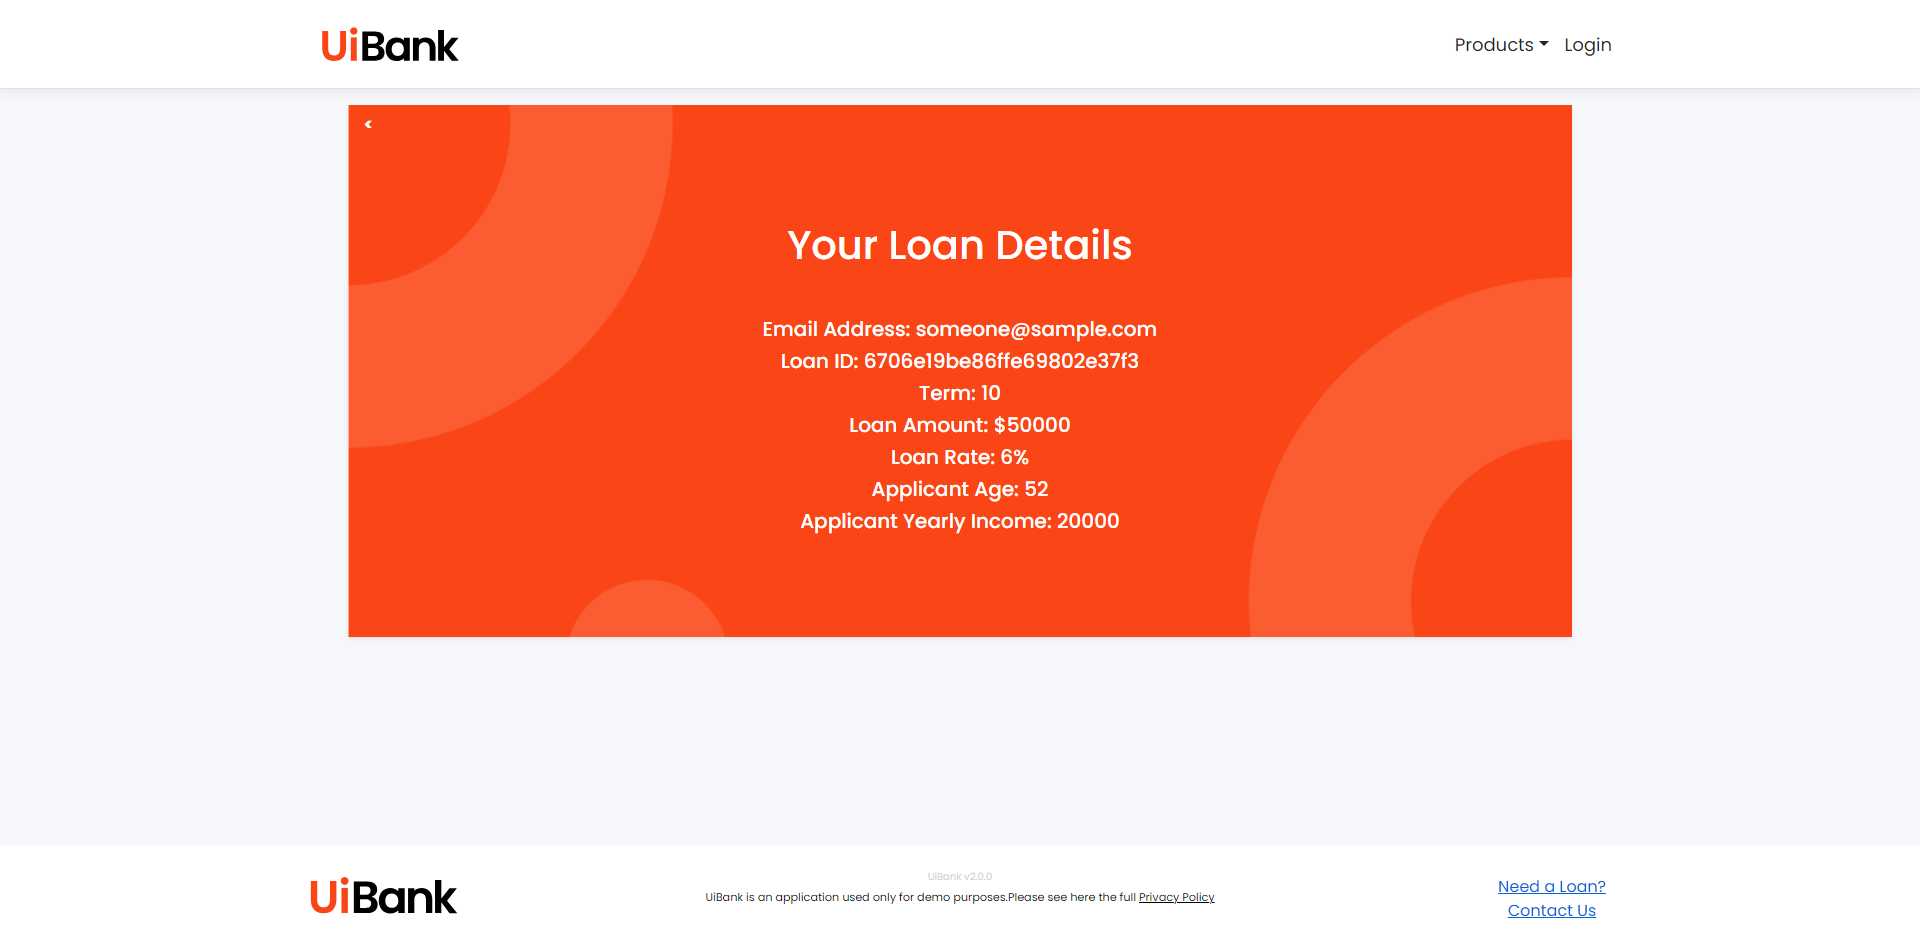 UiBank
Products Login
<
Your Loan Details
Email Address: someone@sample.com
Loan ID: 6706e19be86ffe69802e37f3
Term: 10
Loan Amount: $50000
Loan Rate: 6%
Applicant Age: 52
Applicant Yearly Income: 20000
UiBank
UiBank v2.0.0
UiBank is an application used only for demo purposes.Please see here the full Privacy Policy
Need a Loan?
Contact Us